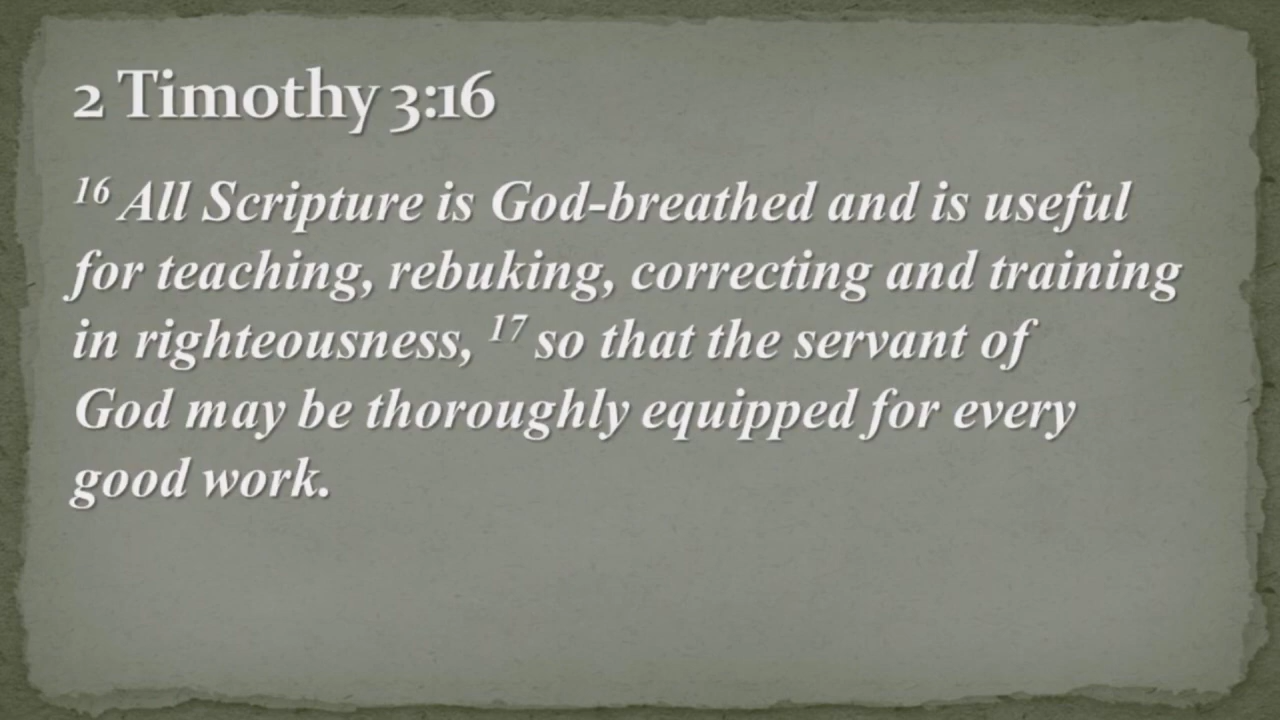 2 Timothy 3:16
16 All Scripture is God-breathed and is useful
for teaching, rebuking, correcting and training
in righteousness, 17 so that the servant of
God may be thoroughly equipped for every
good work.